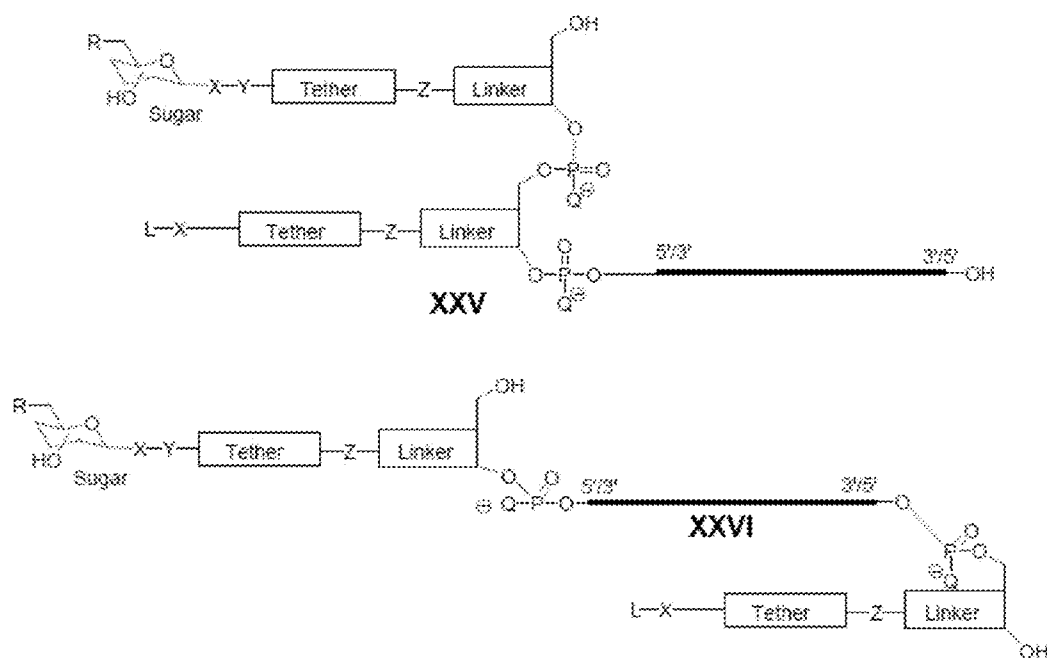 OH
R
O
X Y Tether Z Linker
HO
Sugar
O
O P O
Q ⊖
L X Tether Z Linker
O
O P O 5'/3' 3'/5' OH
Q ⊖
XXV
OH
R
O
X Y Tether Z Linker
HO
Sugar
O O
⊖ Q P O 5'/3' 3'/5' O
XXVI
O
P O
⊖ Q
L X Tether Z Linker
OH